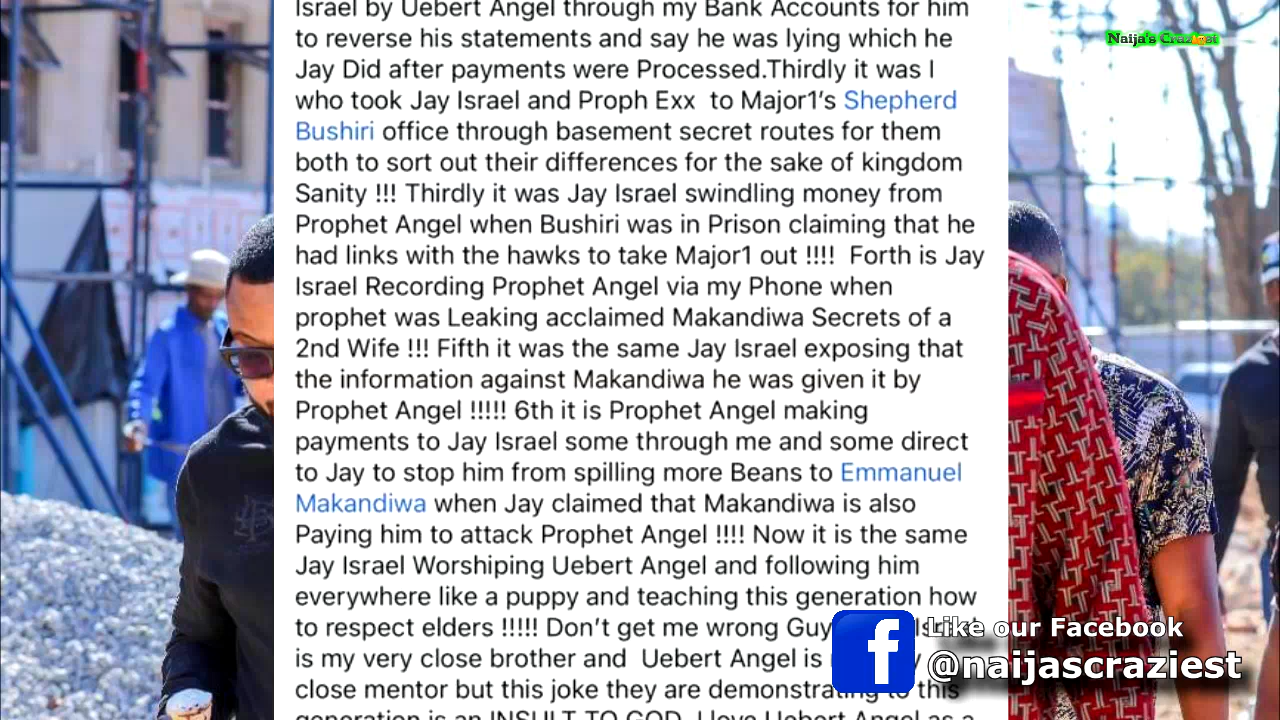 Israel by Uebert Angel through my Bank Accounts for him
to reverse his statements and say he was lying which he
Jay Did after payments were Processed.Thirdly it was I
who took Jay Israel and Proph Exx to Major1’s Shepherd
Bushiri office through basement secret routes for them
both to sort out their differences for the sake of kingdom
Sanity !!! Thirdly it was Jay Israel swindling money from
Prophet Angel when Bushiri was in Prison claiming that he
had links with the hawks to take Major1 out !!!! Forth is Jay
Israel Recording Prophet Angel via my Phone when
prophet was Leaking acclaimed Makandiwa Secrets of a
2nd Wife !!! Fifth it was the same Jay Israel exposing that
the information against Makandiwa he was given it by
Prophet Angel !!!!! 6th it is Prophet Angel making
payments to Jay Israel some through me and some direct
to Jay to stop him from spilling more Beans to Emmanuel
Makandiwa when Jay claimed that Makandiwa is also
Paying him to attack Prophet Angel !!!! Now it is the same
Jay Israel Worshiping Uebert Angel and following him
everywhere like a puppy and teaching this generation how
to respect elders !!!!! Don’t get me wrong Guy
is my very close brother and Uebert Angel is
close mentor but this joke they are demonstrating to this
generation is an INSULT TO GOD. I love Uebert Angel as a
Naija's Craziest
Like our Facebook
@naijascraziest